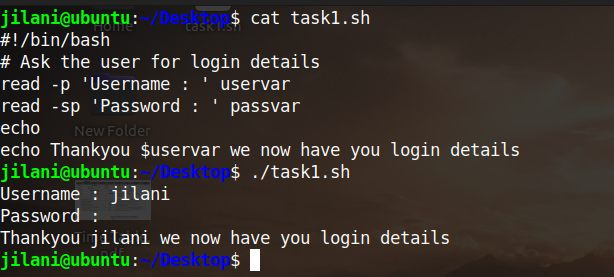 jilani@ubuntu:~/Desktop$ cat task1.sh
#!/bin/bash
# Ask the user for login details
read -p 'Username : ' uservar
read -sp 'Password : ' passvar
echo
New Folder
echo Thankyou $uservar we now have you login details
jilani@ubuntu:~/Desktop$ ./task1.sh
Username : jilani
Password :
Thankyou jilani we now have you login details
jilani@ubuntu:~/Desktop$